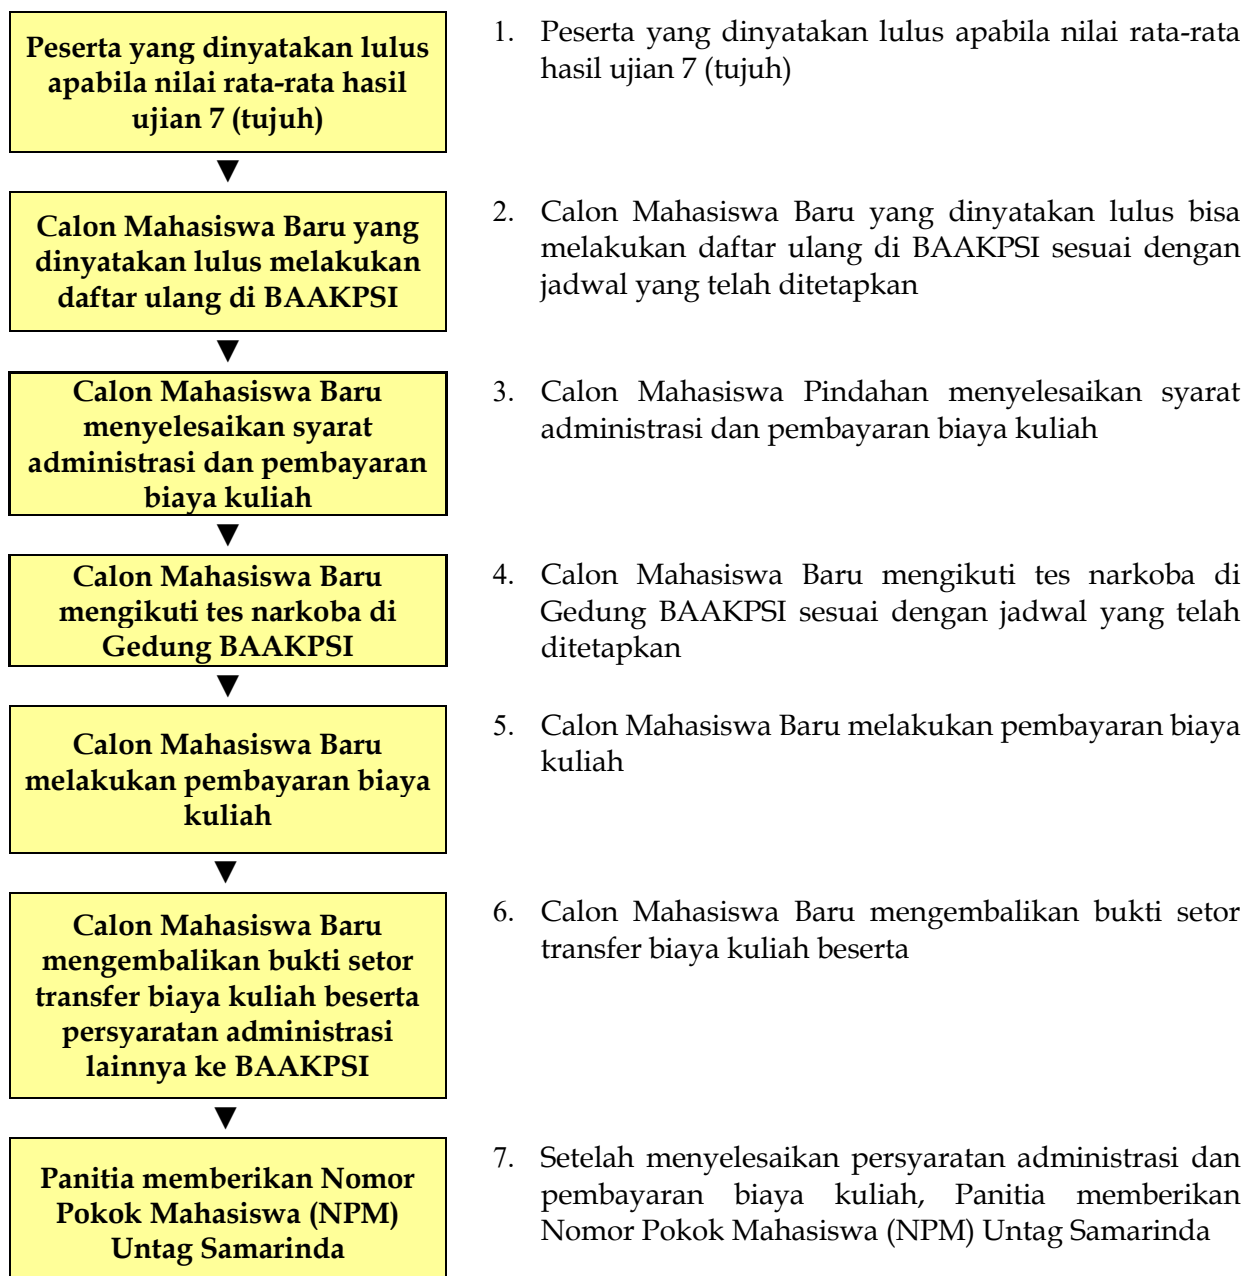 Peserta yang dinyatakan lulus
apabila nilai rata-rata hasil
ujian 7 (tujuh)
1. Peserta yang dinyatakan lulus apabila nilai rata-rata
hasil ujian 7 (tujuh)
▼
Calon Mahasiswa Baru yang
dinyatakan lulus melakukan
daftar ulang di BAAKPSI
2. Calon Mahasiswa Baru yang dinyatakan lulus bisa
melakukan daftar ulang di BAAKPSI sesuai dengan
jadwal yang telah ditetapkan
▼
Calon Mahasiswa Baru
menyelesaikan syarat
administrasi dan pembayaran
biaya kuliah
3. Calon Mahasiswa Pindahan menyelesaikan syarat
administrasi dan pembayaran biaya kuliah
▼
Calon Mahasiswa Baru
mengikuti tes narkoba di
Gedung BAAKPSI
4. Calon Mahasiswa Baru mengikuti tes narkoba di
Gedung BAAKPSI sesuai dengan jadwal yang telah
ditetapkan
▼
Calon Mahasiswa Baru
melakukan pembayaran biaya
kuliah
5. Calon Mahasiswa Baru melakukan pembayaran biaya
kuliah
▼
Calon Mahasiswa Baru
mengembalikan bukti setor
transfer biaya kuliah beserta
persyaratan administrasi
lainnya ke BAAKPSI
6. Calon Mahasiswa Baru mengembalikan bukti setor
transfer biaya kuliah beserta
▼
Panitia memberikan Nomor
Pokok Mahasiswa (NPM)
Untag Samarinda
7. Setelah menyelesaikan persyaratan administrasi dan
pembayaran biaya kuliah, Panitia memberikan
Nomor Pokok Mahasiswa (NPM) Untag Samarinda